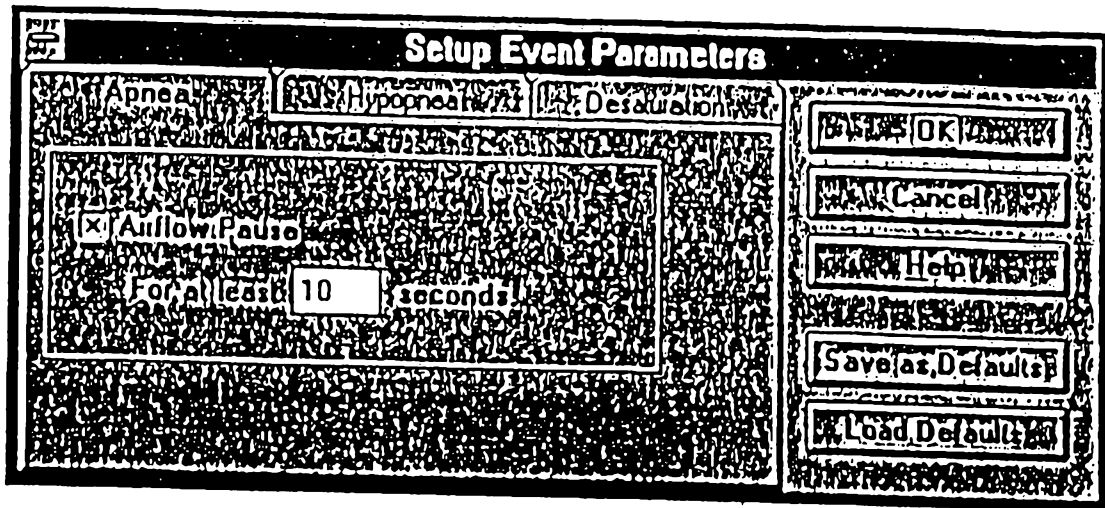 Setup Event Parameters
Apnea
Hypopnea
Desaturation
OK
Cancel
Airflow Pause
Help
For at least 10 seconds
Save as Defaults
Load Defaults